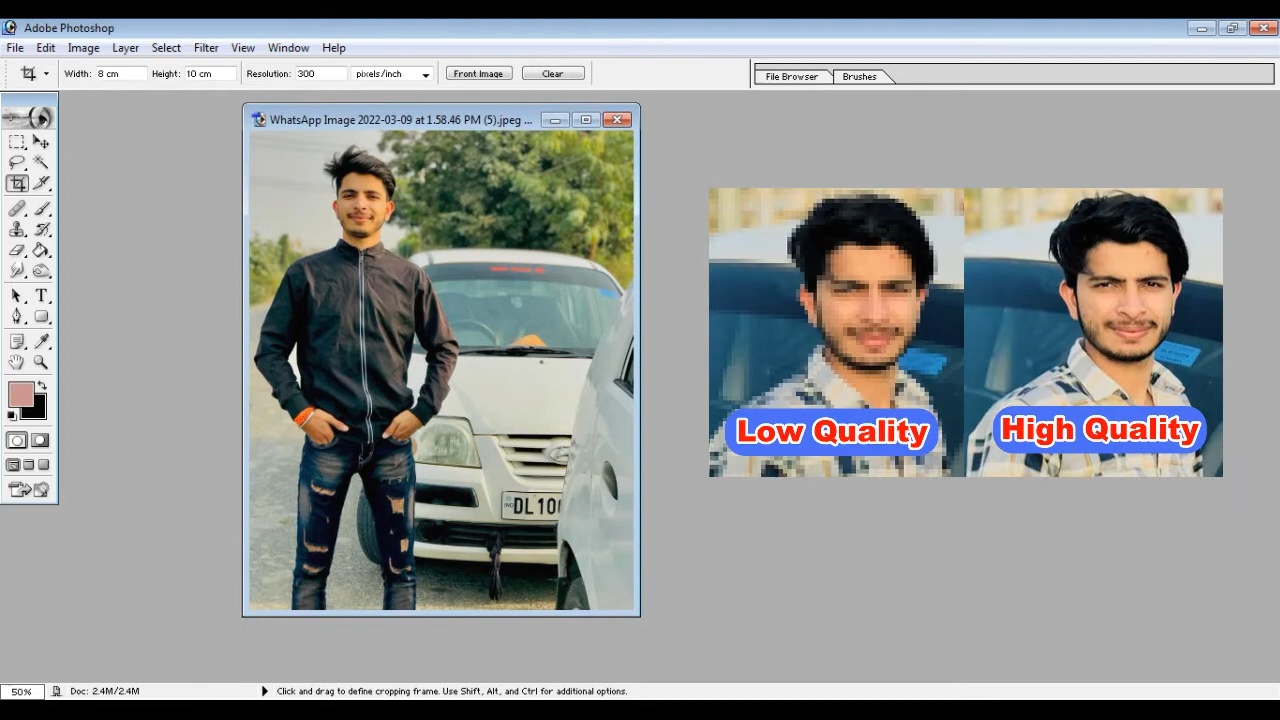 Adobe Photoshop
File Edit Image Layer Select Filter View Window Help
Width: 8 cm Height: 10 cm Resolution: 300 pixels/inch Front Image Clear File Browser Brushes
WhatsApp Image 2022-03-09 at 1.58.46 PM (5).jpeg ...
IND DL10
Low Quality
High Quality
50% Doc: 2.4M/2.4M Click and drag to define cropping frame. Use Shift, Alt, and Ctrl for additional options.